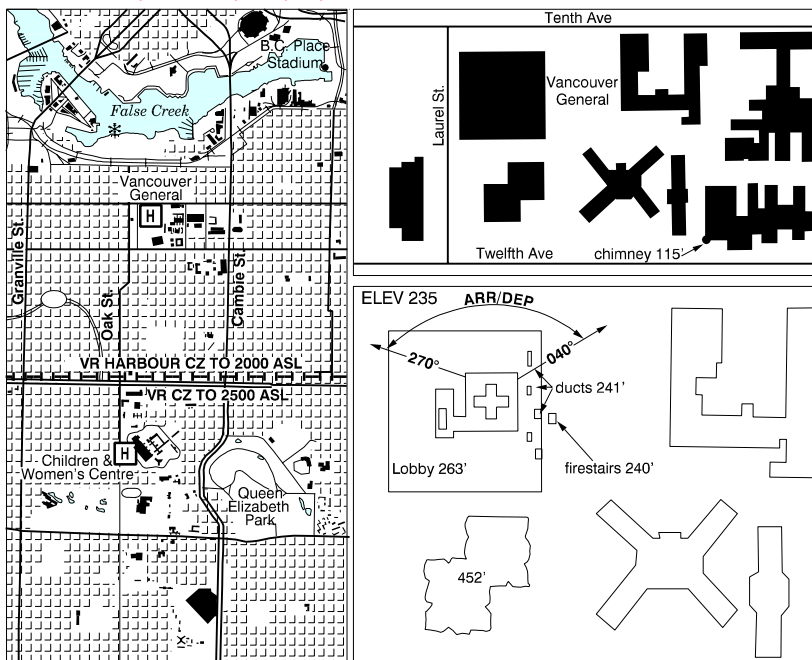 B.C. Place
Stadium
False Creek
Vancouver
General
H
Granville St.
Oak St.
Cambie St.
VR HARBOUR CZ TO 2000 ASL
VR CZ TO 2500 ASL
H
Children &
Women's Centre
Queen
Elizabeth
Park
Tenth Ave
Laurel St.
Vancouver
General
Twelfth Ave
chimney 115'
ELEV 235
ARR/DEP
270°
040°
ducts 241'
Lobby 263'
firestairs 240'
452'